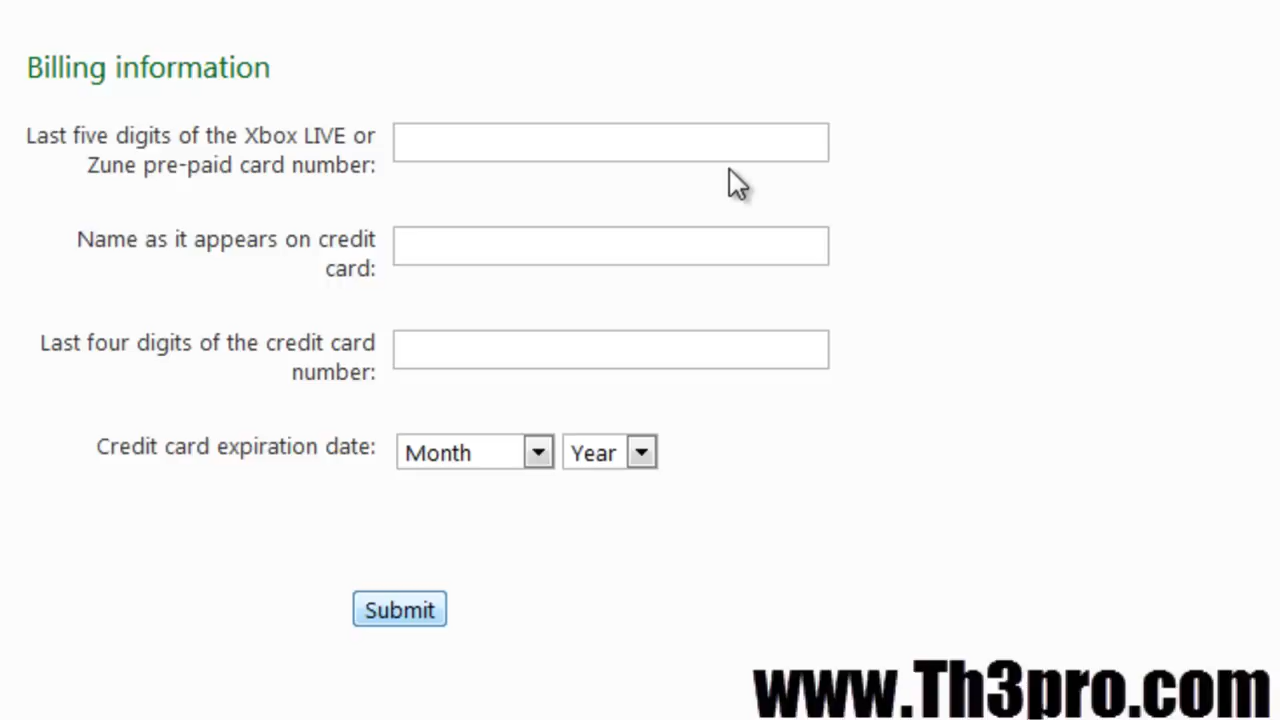 Billing information
Last five digits of the Xbox LIVE or
Zune pre-paid card number:
Name as it appears on credit
card:
Last four digits of the credit card
number:
Credit card expiration date:
Month
Year
Submit
www.Th3pro.com